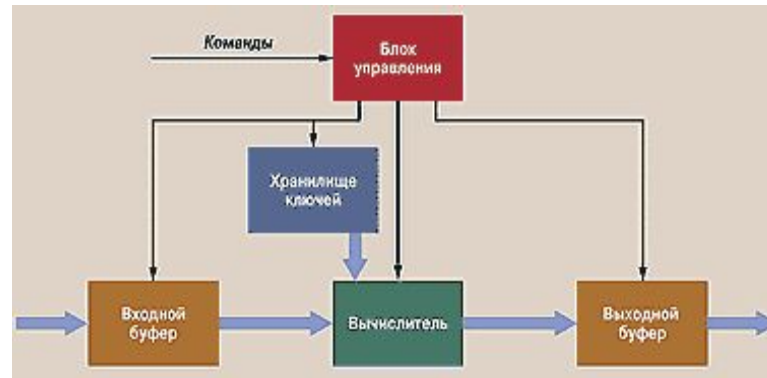 Команды
Блок
управления
Хранилище
ключей
Входной
буфер
Вычислитель
Выходной
буфер